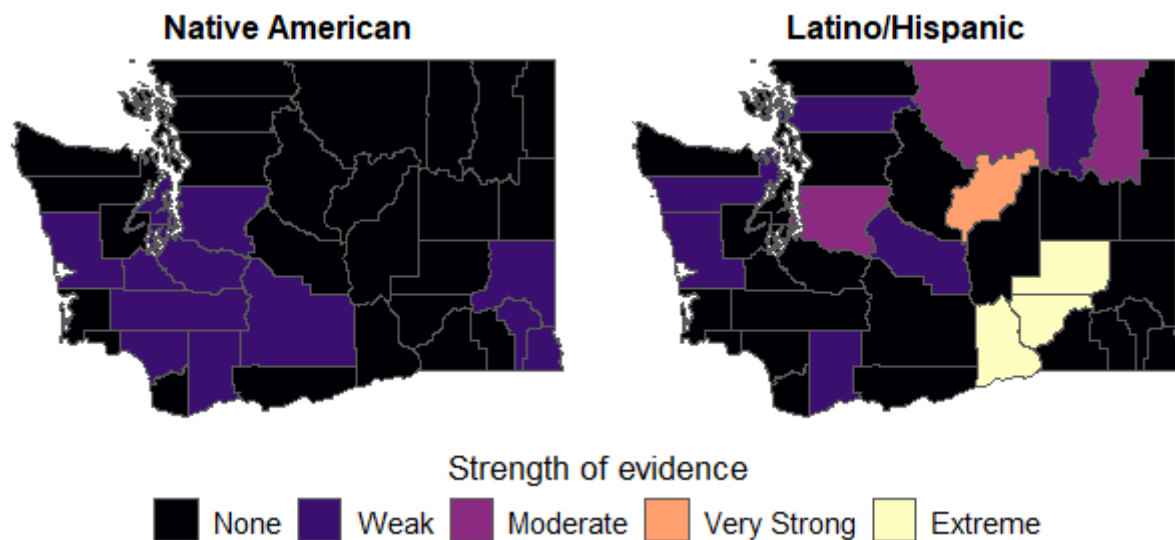 Native American
Latino/Hispanic
Strength of evidence
None Weak Moderate Very Strong Extreme